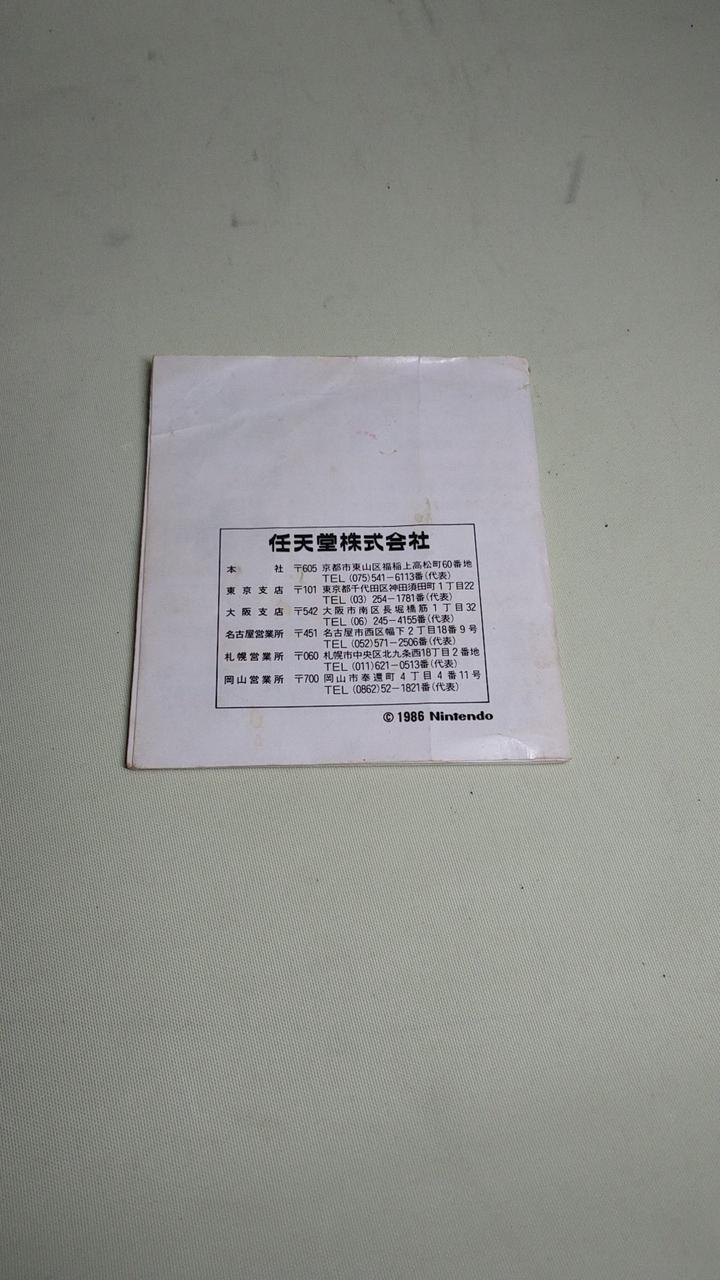 任天堂株式会社
本　　社 〒605 京都市東山区福稲上高松町60番地
TEL (075)541−6113番(代表)
東京支店 〒101 東京都千代田区神田須田町1丁目22
TEL (03) 254−1781番(代表)
大阪支店 〒542 大阪市南区長堀橋筋1丁目32
TEL (06) 245−4155番(代表)
名古屋営業所 〒451 名古屋市西区幅下2丁目18番9号
TEL (052)571−2506番(代表)
札幌営業所 〒060 札幌市中央区北九条西18丁目2番地
TEL (011)621−0513番(代表)
岡山営業所 〒700 岡山市奉還町4丁目4番11号
TEL (0862)52−1821番(代表)
© 1986 Nintendo